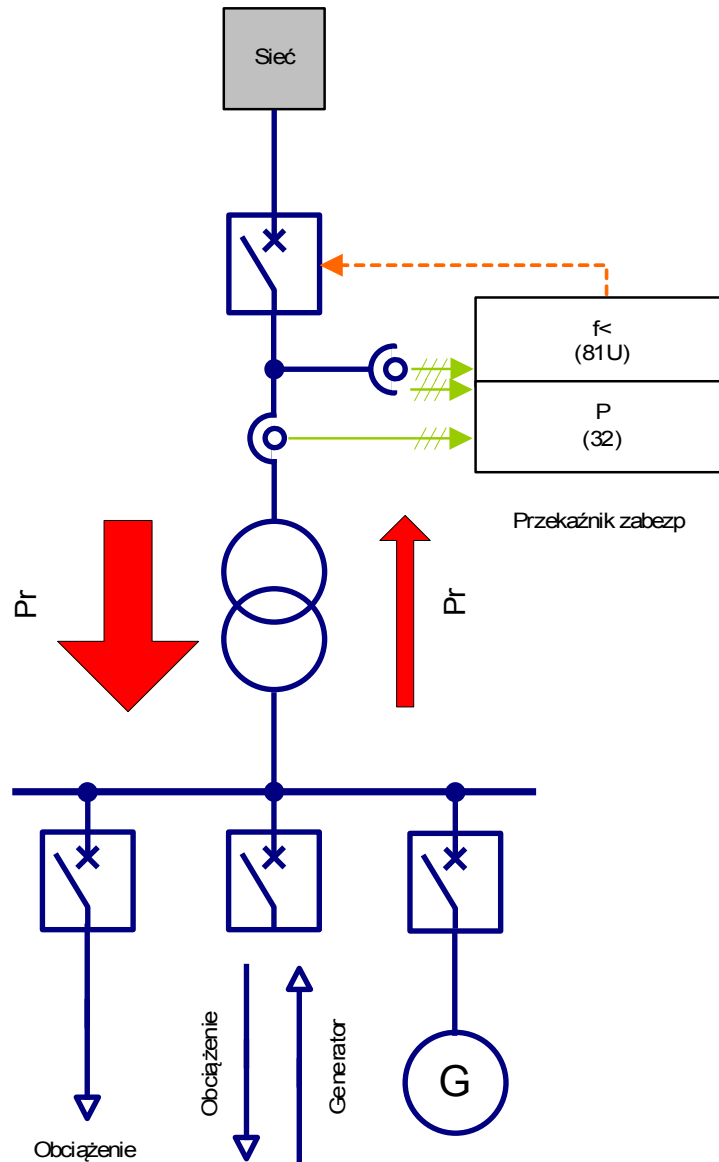 Sieć
f<
(81U)
P
(32)
Przekaźnik zabezp
Pr
Pr
Obciążenie
Generator
G
Obciążenie